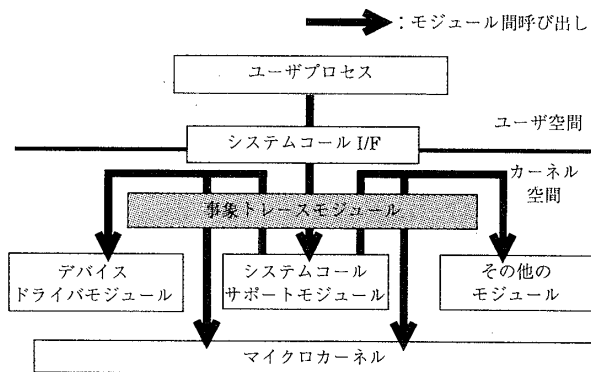 ：モジュール間呼び出し
ユーザプロセス
ユーザ空間
システムコール I/F
カーネル
空間
事象トレースモジュール
デバイス
ドライバモジュール
システムコール
サポートモジュール
その他の
モジュール
マイクロカーネル